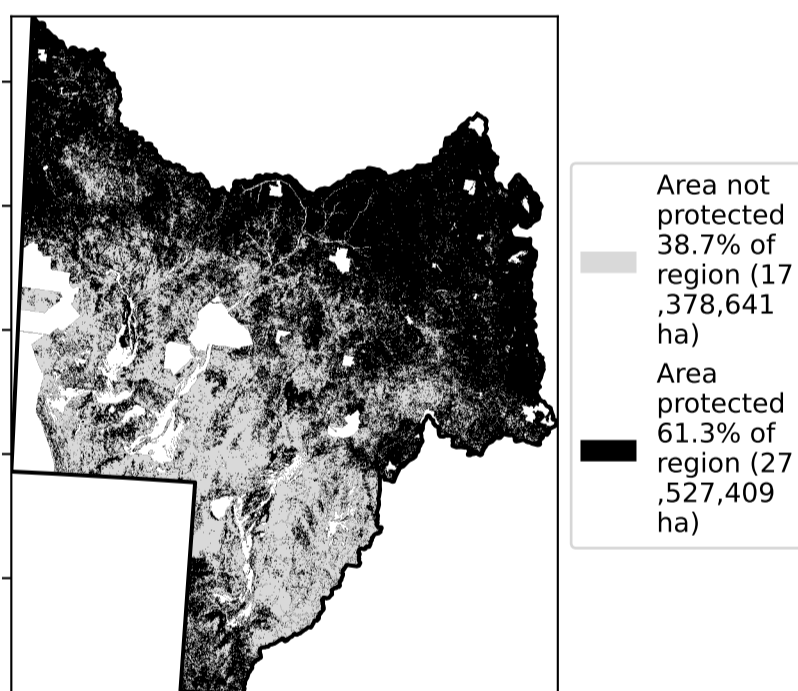 Area not
protected
38.7% of
region (17
,378,641
ha)
Area
protected
61.3% of
region (27
,527,409
ha)